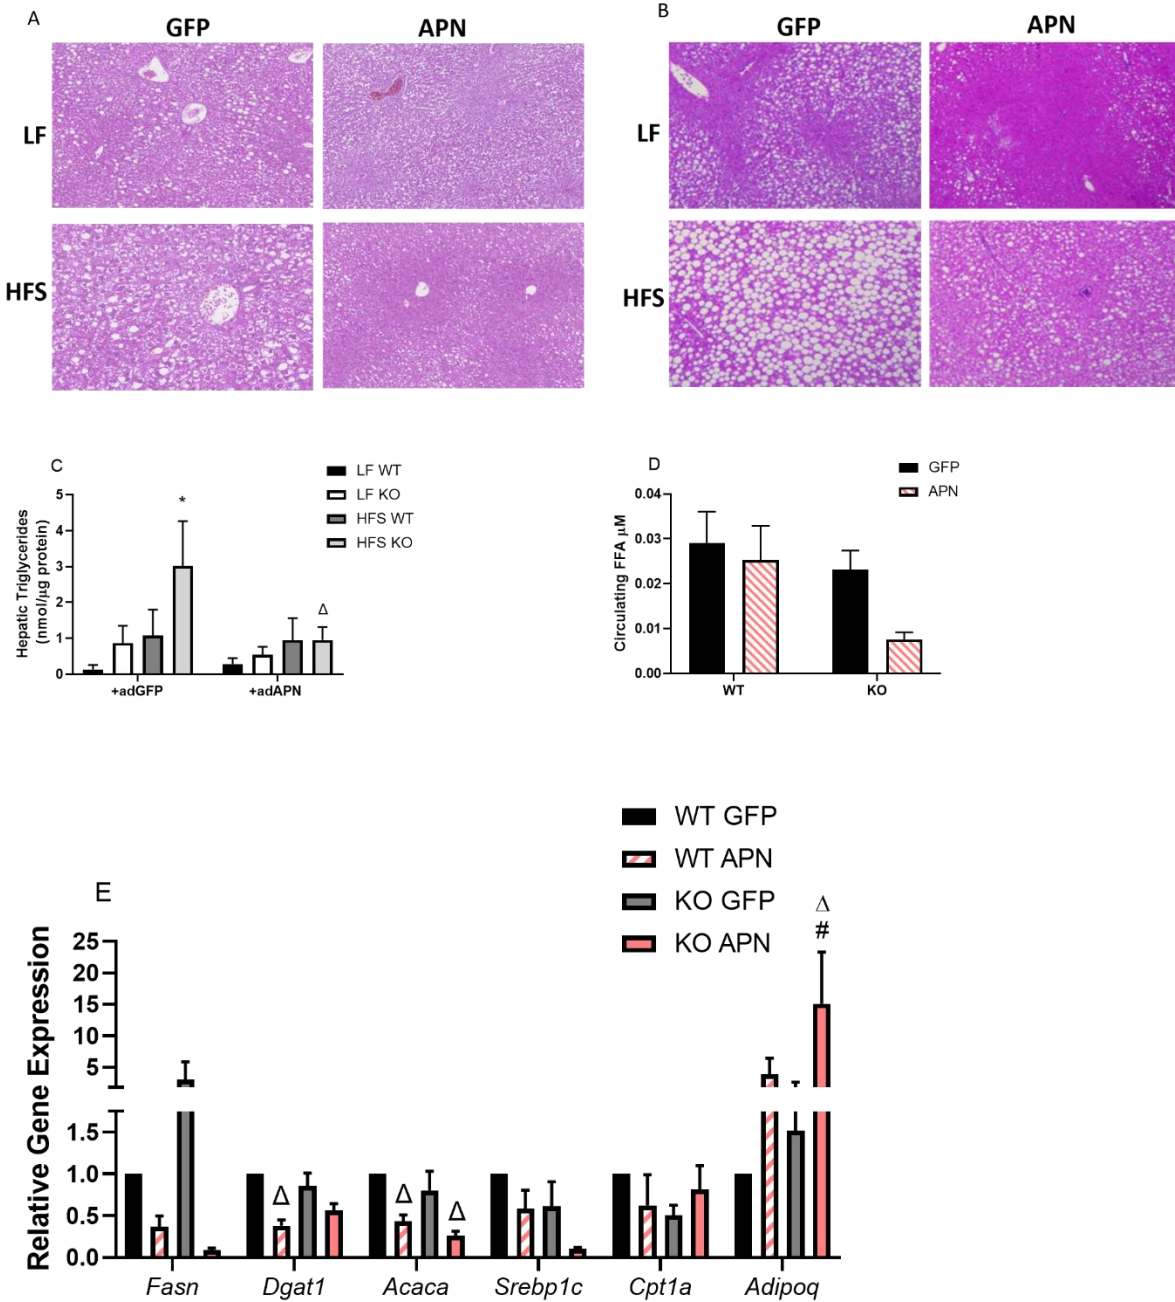 A
GFP
APN
LF
HFS
B
GFP
APN
LF
HFS
C
LF WT
LF KO
HFS WT
HFS KO
Hepatic Triglycerides
(nmol/µg protein)
5
4
3
2
1
0
*
Δ
+adGFP
+adAPN
D
GFP
APN
Circulating FFA µM
0.04
0.03
0.02
0.01
0.00
WT
KO
WT GFP
WT APN
KO GFP
KO APN
E
Relative Gene Expression
25
20
15
10
5
1.5
1.0
0.5
0.0
Δ
Δ
Δ
Δ
#
Fasn
Dgat1
Acaca
Srebp1c
Cpt1a
Adipoq